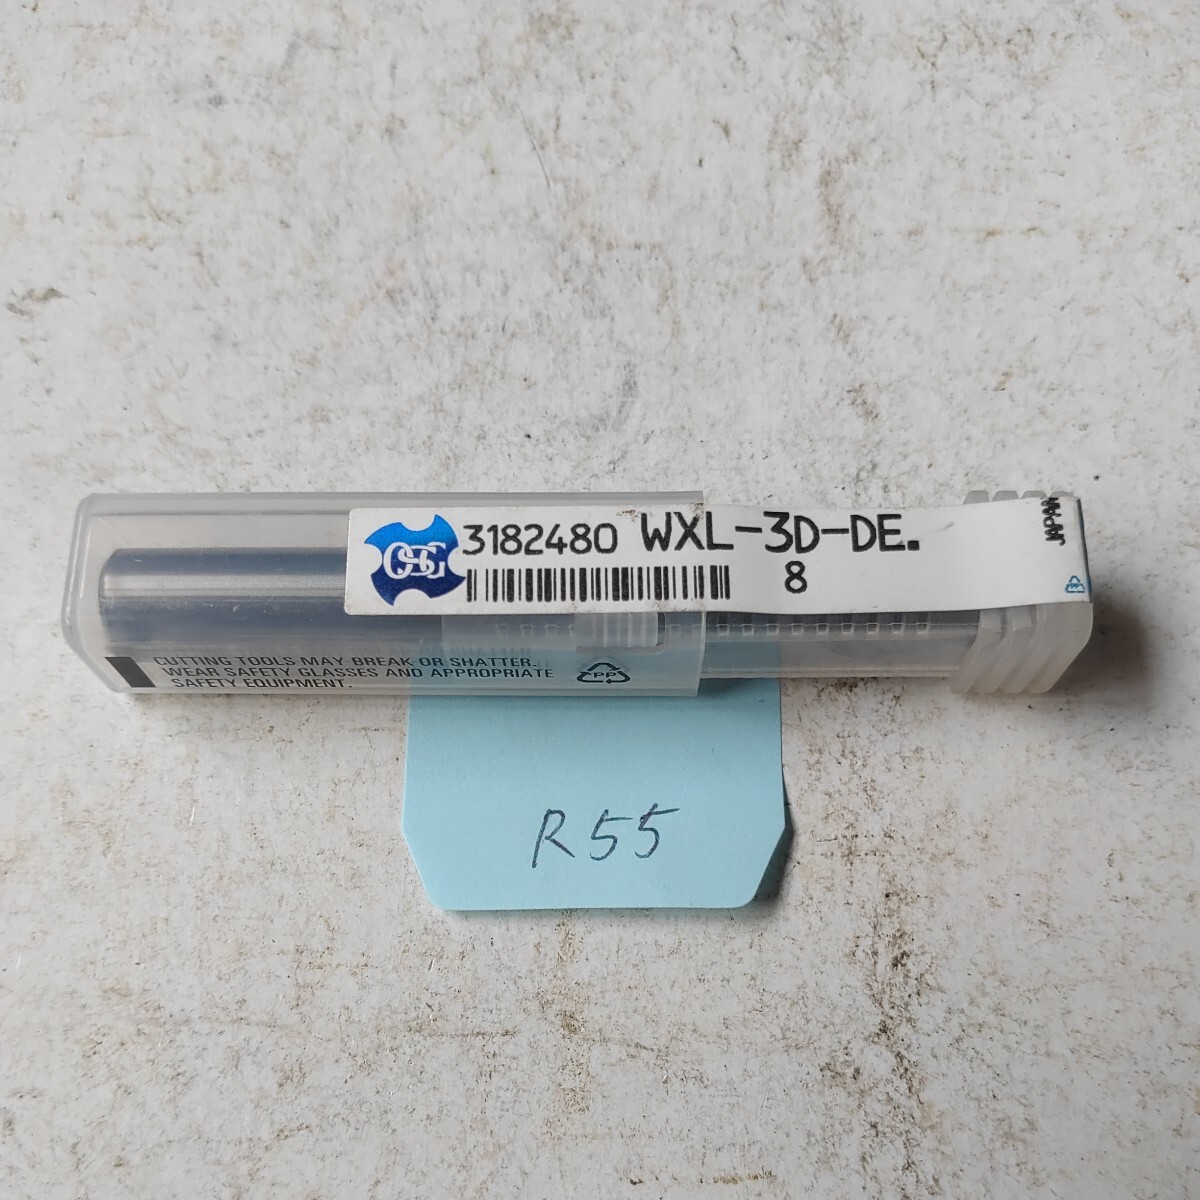 OSG
3182480 WXL-3D-DE.
8
JAPAN
CUTTING TOOLS MAY BREAK OR SHATTER.
WEAR SAFETY GLASSES AND APPROPRIATE
SAFETY EQUIPMENT.
PP
R55